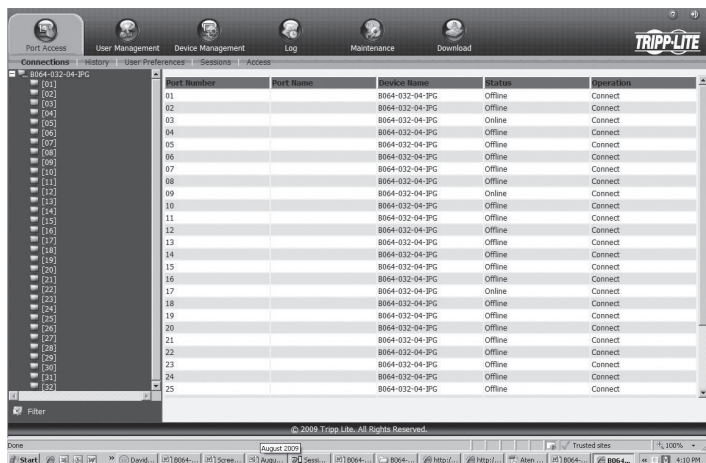 Port Access User Management Device Management Log Maintenance Download
TRIPP·LITE
Connections History User Preferences Sessions Access
B064-032-04-IPG
[01]
[02]
[03]
[04]
[05]
[06]
[07]
[08]
[09]
[10]
[11]
[12]
[13]
[14]
[15]
[16]
[17]
[18]
[19]
[20]
[21]
[22]
[23]
[24]
[25]
[26]
[27]
[28]
[29]
[30]
[31]
[32]
Filter
Port Number Port Name Device Name Status Operation
01 B064-032-04-IPG Offline Connect
02 B064-032-04-IPG Offline Connect
03 B064-032-04-IPG Online Connect
04 B064-032-04-IPG Offline Connect
05 B064-032-04-IPG Offline Connect
06 B064-032-04-IPG Offline Connect
07 B064-032-04-IPG Offline Connect
08 B064-032-04-IPG Offline Connect
09 B064-032-04-IPG Online Connect
10 B064-032-04-IPG Offline Connect
11 B064-032-04-IPG Offline Connect
12 B064-032-04-IPG Offline Connect
13 B064-032-04-IPG Offline Connect
14 B064-032-04-IPG Offline Connect
15 B064-032-04-IPG Offline Connect
16 B064-032-04-IPG Offline Connect
17 B064-032-04-IPG Online Connect
18 B064-032-04-IPG Offline Connect
19 B064-032-04-IPG Offline Connect
20 B064-032-04-IPG Offline Connect
21 B064-032-04-IPG Offline Connect
22 B064-032-04-IPG Offline Connect
23 B064-032-04-IPG Offline Connect
24 B064-032-04-IPG Offline Connect
25 B064-032-04-IPG Offline Connect
© 2009 Tripp Lite. All Rights Reserved.
Done August 2009 Trusted sites 100%
Start David... B064-... Scree... Augu... Sessi... B064-... B064-... http:/... http:/... Aten ... B064-... B064... 4:10 PM